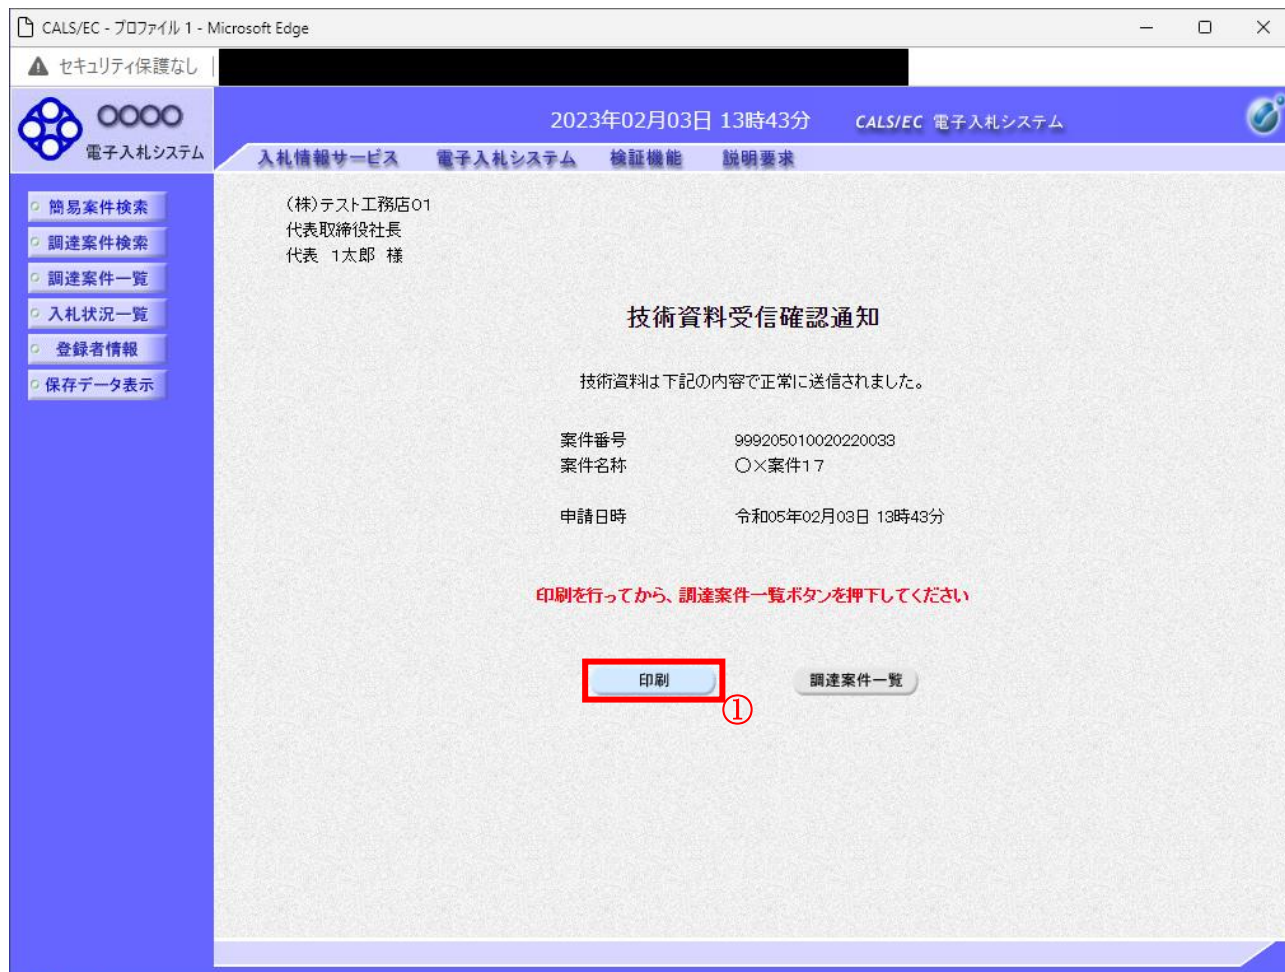 CALS/EC - プロファイル 1 - Microsoft Edge
セキュリティ保護なし
○○○○
電子入札システム
2023年02月03日 13時43分 CALS/EC 電子入札システム
入札情報サービス 電子入札システム 検証機能 説明要求
簡易案件検索
調達案件検索
調達案件一覧
入札状況一覧
登録者情報
保存データ表示
(株)テスト工務店01
代表取締役社長
代表 1太郎 様
技術資料受信確認通知
技術資料は下記の内容で正常に送信されました。
案件番号 999205010020220033
案件名称 ○×案件17
申請日時 令和05年02月03日 13時43分
印刷を行ってから、調達案件一覧ボタンを押下してください
印刷 調達案件一覧
①